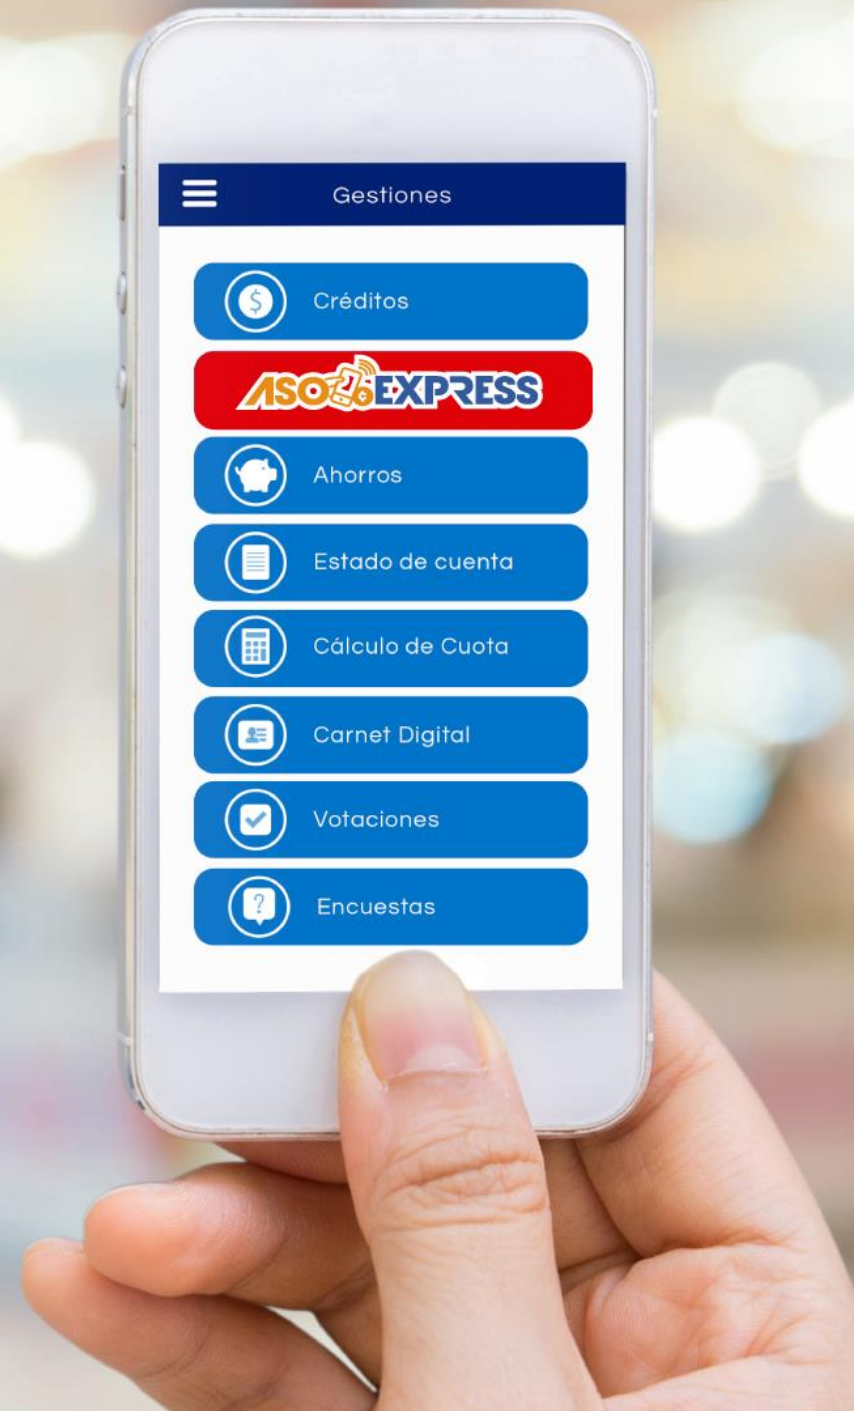 Gestiones
Créditos
ASOEXPRESS
Ahorros
Estado de cuenta
Cálculo de Cuota
Carnet Digital
Votaciones
Encuestas